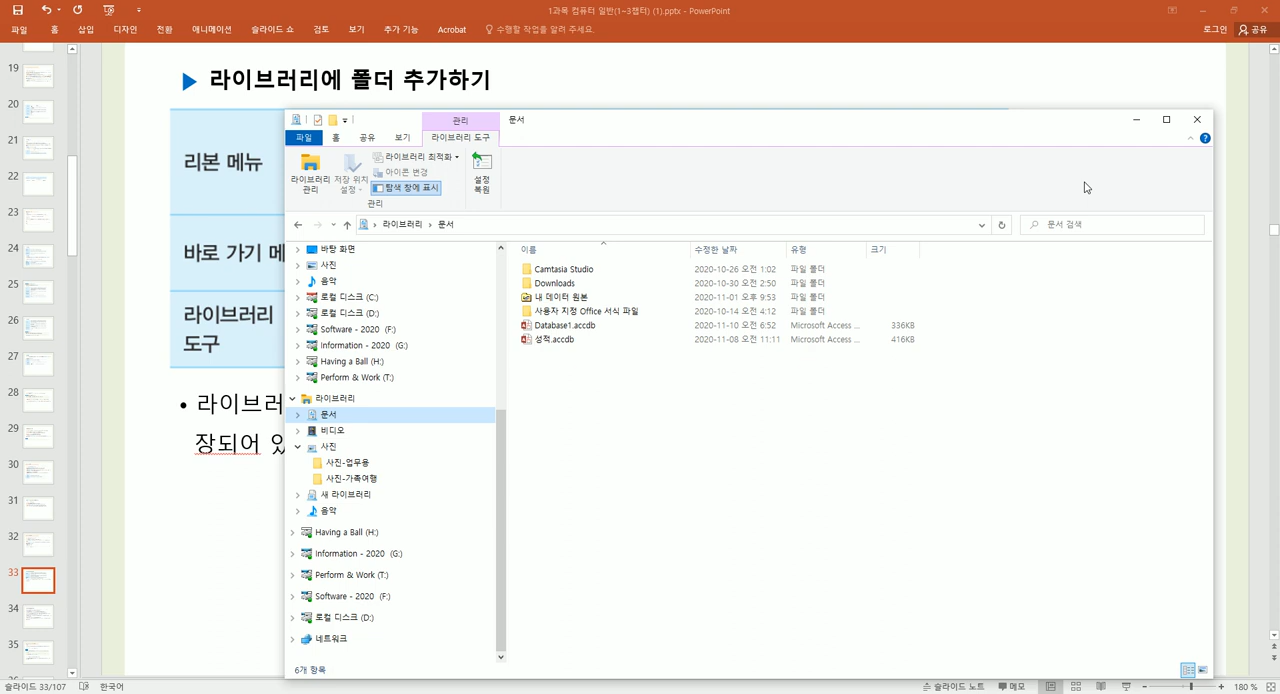 1과목 컴퓨터 일반(1~3챕터) (1).pptx - PowerPoint
파일 홈 삽입 디자인 전환 애니메이션 슬라이드 쇼 검토 보기 추가 기능 Acrobat 수행할 작업을 알려 주세요. 로그인 공유
19
20
21
22
23
24
25
26
27
28
29
30
31
32
33
34
35
라이브러리에 폴더 추가하기
리본 메뉴
바로 가기 메
라이브러리
도구
• 라이브러
장되어 있
관리 문서
파일 홈 공유 보기 라이브러리 도구
라이브러리
관리
저장 위치
설정
라이브러리 최적화
아이콘 변경
탐색 창에 표시
설정
복원
관리
라이브러리 › 문서
문서 검색
바탕 화면
사진
음악
로컬 디스크 (C:)
로컬 디스크 (D:)
Software - 2020 (F:)
Information - 2020 (G:)
Having a Ball (H:)
Perform & Work (T:)
라이브러리
문서
비디오
사진
사진-업무용
사진-가족여행
새 라이브러리
음악
Having a Ball (H:)
Information - 2020 (G:)
Perform & Work (T:)
Software - 2020 (F:)
로컬 디스크 (D:)
네트워크
이름 수정한 날짜 유형 크기
Camtasia Studio 2020-10-26 오전 1:02 파일 폴더
Downloads 2020-10-30 오전 2:50 파일 폴더
내 데이터 원본 2020-11-01 오후 9:53 파일 폴더
사용자 지정 Office 서식 파일 2020-10-14 오전 4:12 파일 폴더
Database1.accdb 2020-11-10 오전 6:52 Microsoft Access ... 336KB
성적.accdb 2020-11-08 오전 11:11 Microsoft Access ... 416KB
6개 항목
슬라이드 33/107 한국어 슬라이드 노트 메모 180 %